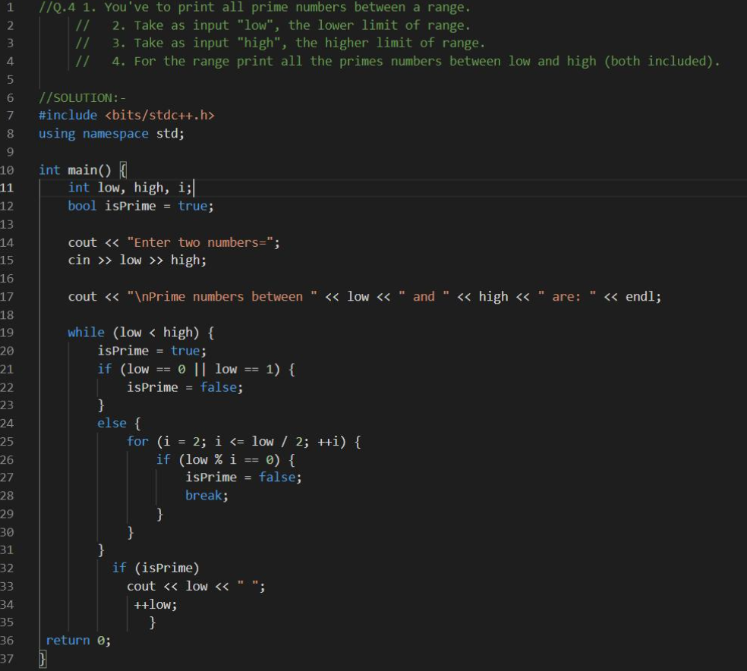 1 //Q.4 1. You've to print all prime numbers between a range.
2 // 2. Take as input "low", the lower limit of range.
3 // 3. Take as input "high", the higher limit of range.
4 // 4. For the range print all the primes numbers between low and high (both included).
5
6 //SOLUTION:-
7 #include <bits/stdc++.h>
8 using namespace std;
9
10 int main() {
11     int low, high, i;
12     bool isPrime = true;
13
14     cout << "Enter two numbers=";
15     cin >> low >> high;
16
17     cout << "\nPrime numbers between " << low << " and " << high << " are: " << endl;
18
19     while (low < high) {
20         isPrime = true;
21         if (low == 0 || low == 1) {
22             isPrime = false;
23         }
24         else {
25             for (i = 2; i <= low / 2; ++i) {
26                 if (low % i == 0) {
27                     isPrime = false;
28                     break;
29                 }
30             }
31         }
32           if (isPrime)
33             cout << low << " ";
34              ++low;
35                }
36  return 0;
37 }